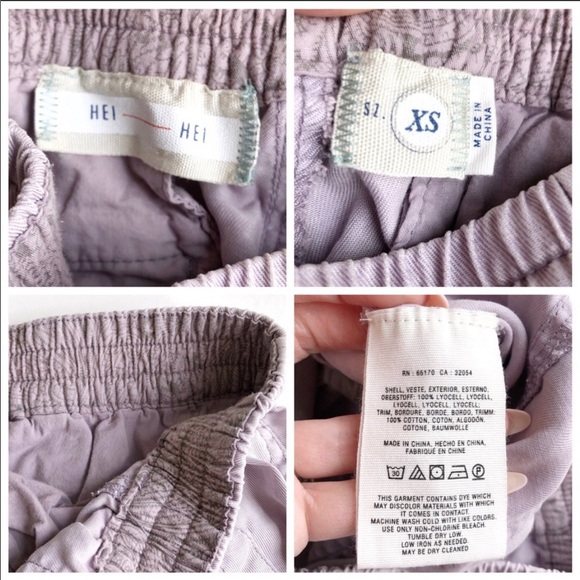 HEI
HEI
SZ.
XS
MADE IN
CHINA
RN : 66170 CA : 32054
SHELL, VESTE, EXTERIOR, ESTERNO,
OBERSTOFF: 100% LYOCELL, LYOCELL,
LYOCELL, LYOCELL, LYOCELL;
TRIM, BORDURE, BORDE, BORDO, TRIMM:
100% COTTON, COTON, ALGODÓN,
COTONE, BAUMWOLLE
MADE IN CHINA, HECHO EN CHINA,
FABRIQUÉ EN CHINE
30
P
THIS GARMENT CONTAINS DYE WHICH
MAY DISCOLOR MATERIALS WITH WHICH
IT COMES IN CONTACT
MACHINE WASH COLD WITH LIKE COLORS.
USE ONLY NON-CHLORINE BLEACH.
TUMBLE DRY LOW.
LOW IRON AS NEEDED.
MAY BE DRY CLEANED